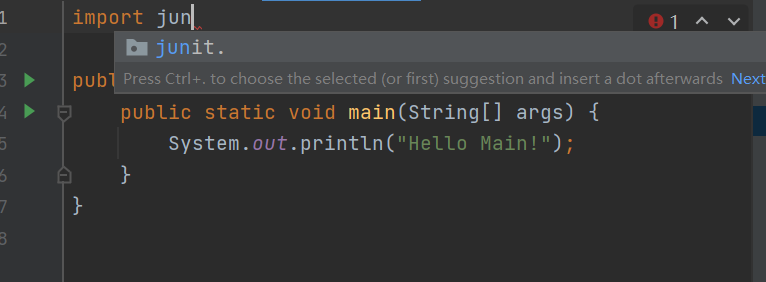 1 import jun 1
junit.
2
Press Ctrl+. to choose the selected (or first) suggestion and insert a dot afterwards Next
3 publ
4 public static void main(String[] args) {
5 System.out.println("Hello Main!");
6 }
7 }
8